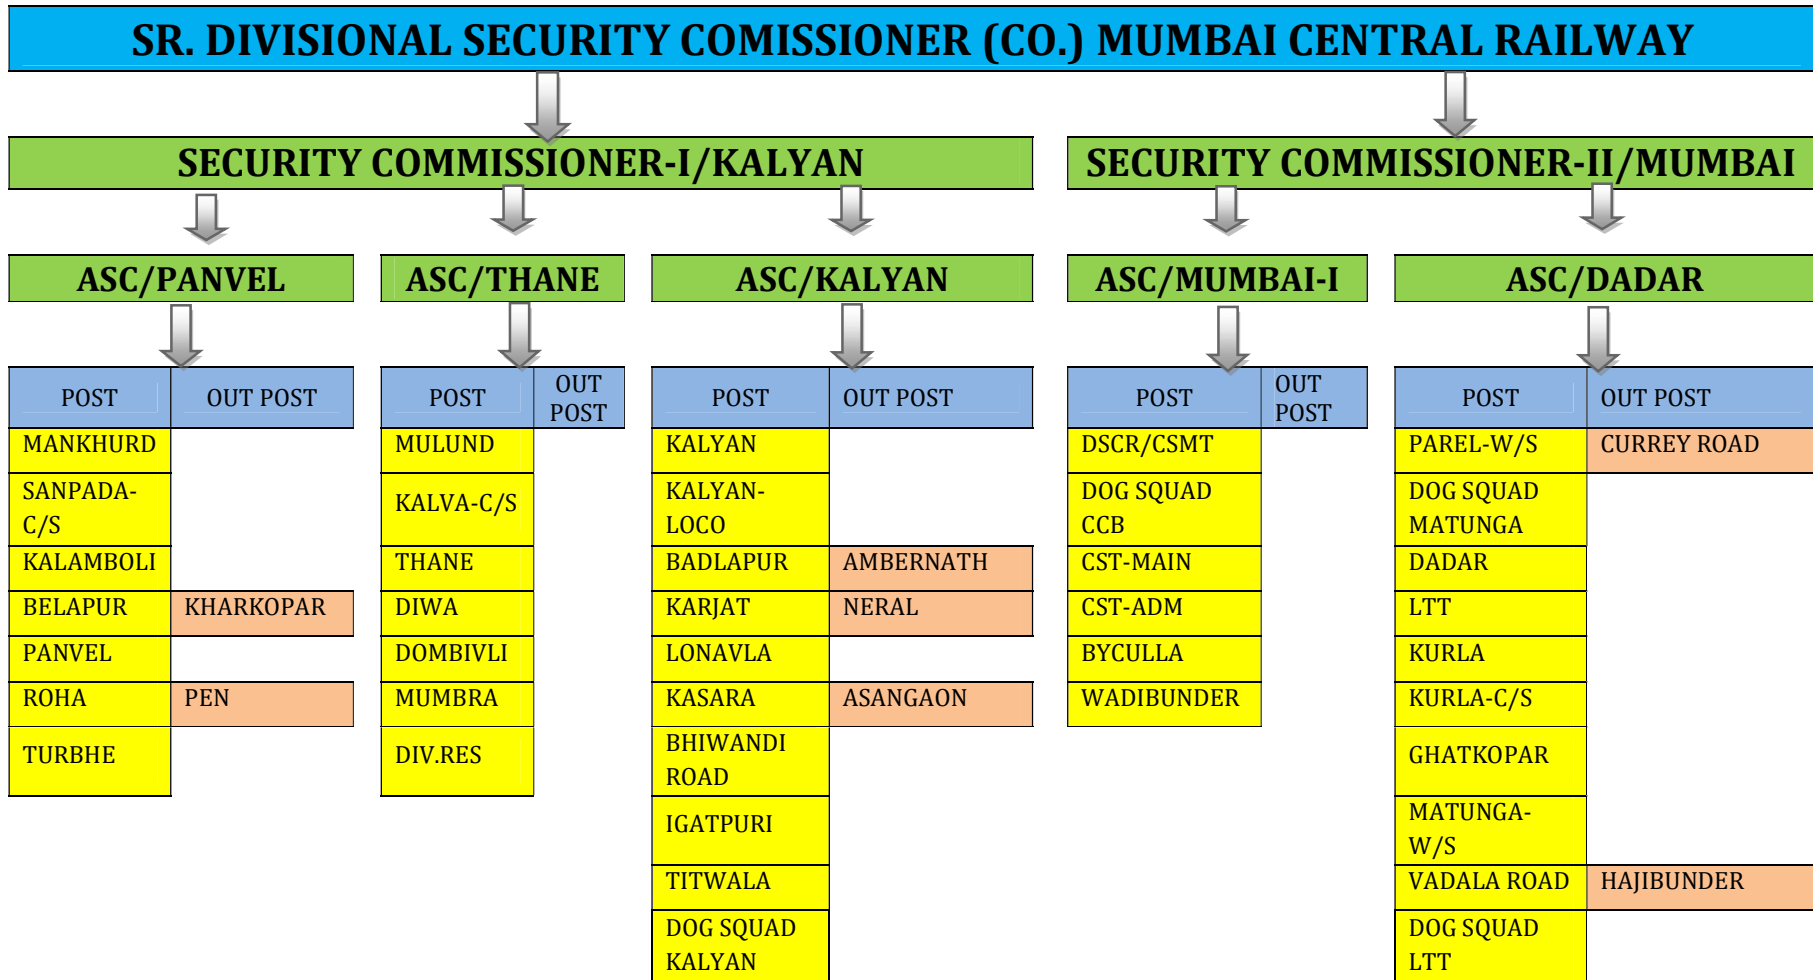 SR. DIVISIONAL SECURITY COMISSIONER (CO.) MUMBAI CENTRAL RAILWAY
SECURITY COMMISSIONER-I/KALYAN
SECURITY COMMISSIONER-II/MUMBAI
ASC/PANVEL
ASC/THANE
ASC/KALYAN
ASC/MUMBAI-I
ASC/DADAR
POST
OUT POST
MANKHURD
SANPADA-
C/S
KALAMBOLI
BELAPUR
KHARKOPAR
PANVEL
ROHA
PEN
TURBHE
POST
OUT
POST
MULUND
KALVA-C/S
THANE
DIWA
DOMBIVLI
MUMBRA
DIV.RES
POST
OUT POST
KALYAN
KALYAN-
LOCO
BADLAPUR
AMBERNATH
KARJAT
NERAL
LONAVLA
KASARA
ASANGAON
BHIWANDI
ROAD
IGATPURI
TITWALA
DOG SQUAD
KALYAN
POST
OUT
POST
DSCR/CSMT
DOG SQUAD
CCB
CST-MAIN
CST-ADM
BYCULLA
WADIBUNDER
POST
OUT POST
PAREL-W/S
CURREY ROAD
DOG SQUAD
MATUNGA
DADAR
LTT
KURLA
KURLA-C/S
GHATKOPAR
MATUNGA-
W/S
VADALA ROAD
HAJIBUNDER
DOG SQUAD
LTT